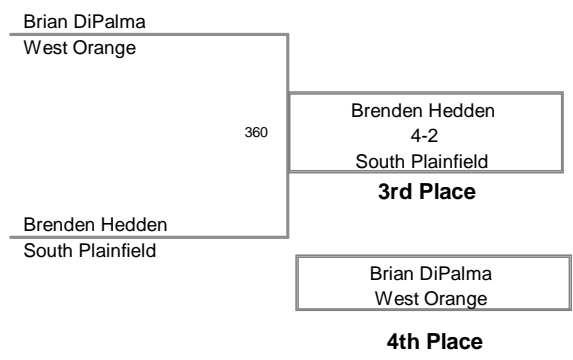 Brian DiPalma
West Orange
360
Brenden Hedden
4-2
South Plainfield
3rd Place
Brenden Hedden
South Plainfield
Brian DiPalma
West Orange
4th Place